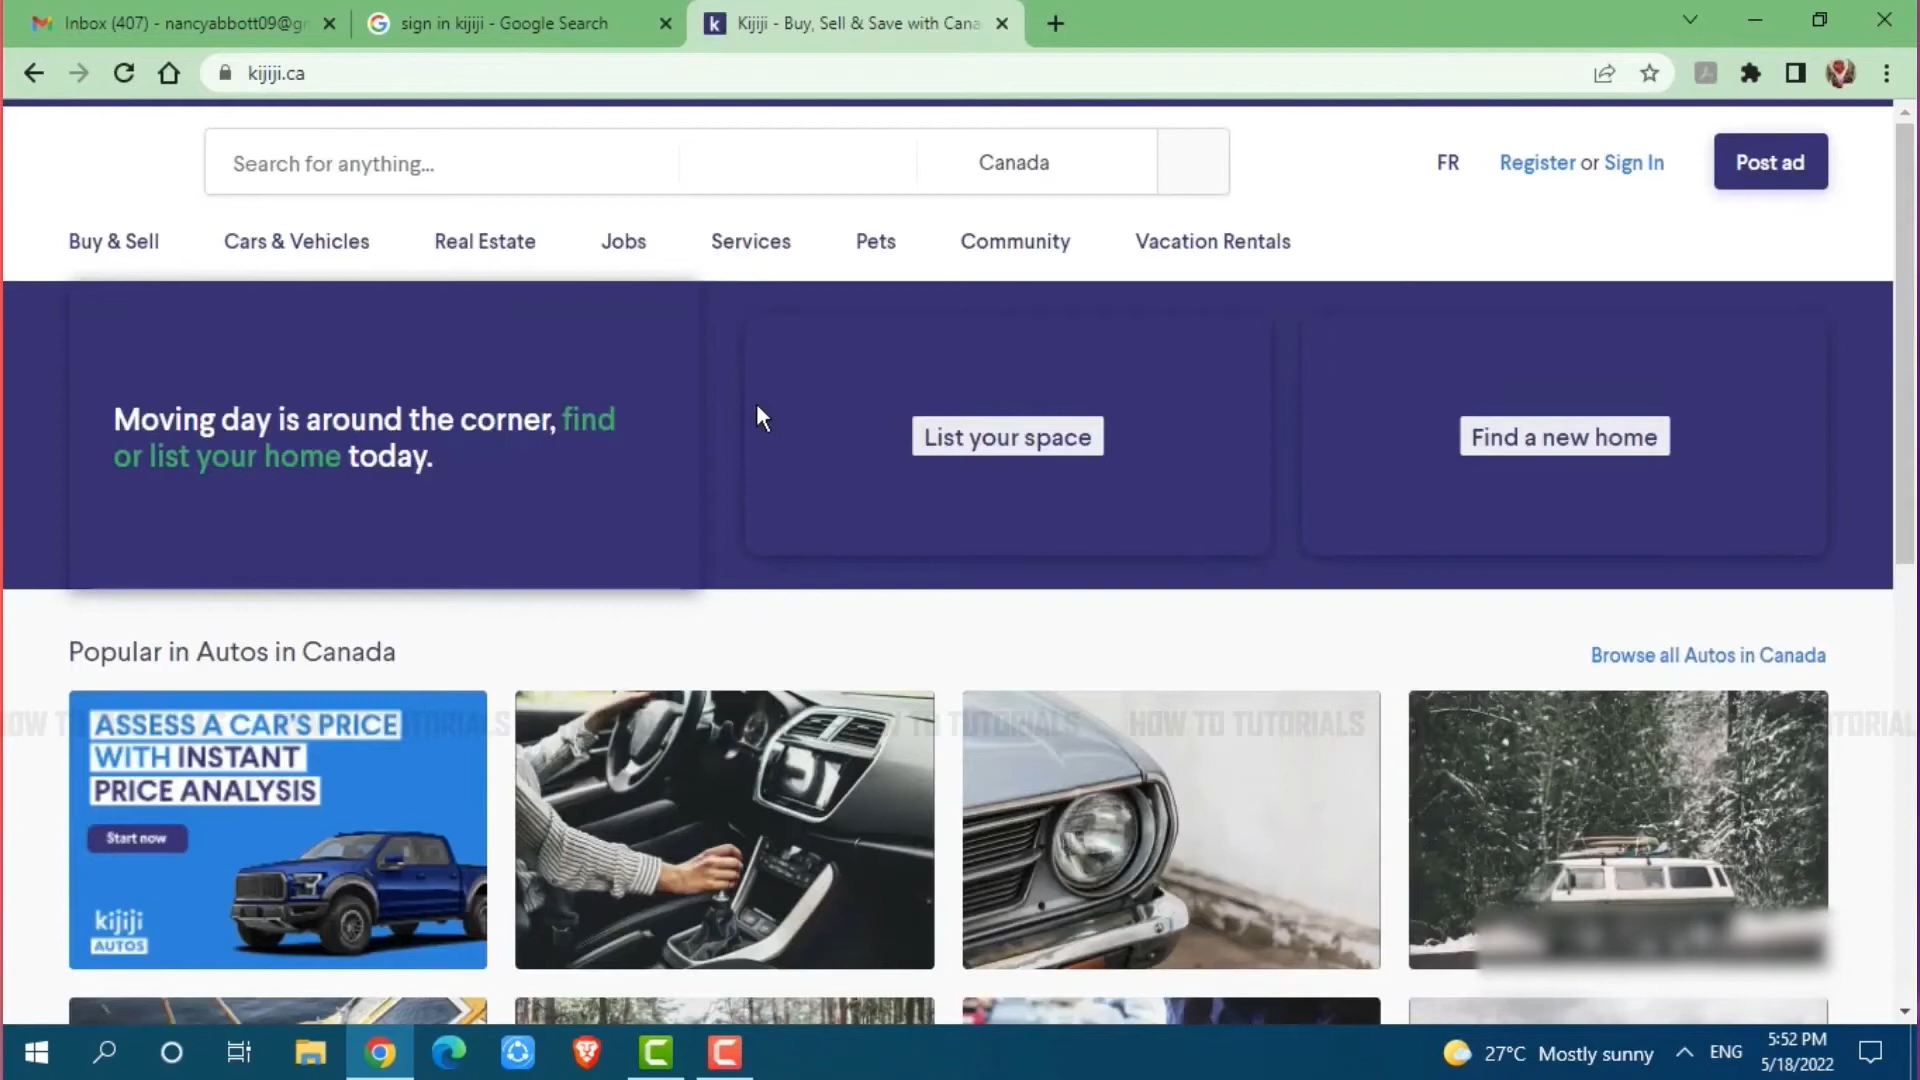 Inbox (407) - nancyabbott09@gr
sign in kijiji - Google Search
Kijiji - Buy, Sell & Save with Cana
kijiji.ca
Search for anything...
Canada
FR
Register or Sign In
Post ad
Buy & Sell
Cars & Vehicles
Real Estate
Jobs
Services
Pets
Community
Vacation Rentals
Moving day is around the corner, find
or list your home today.
List your space
Find a new home
Popular in Autos in Canada
Browse all Autos in Canada
ASSESS A CAR'S PRICE
WITH INSTANT
PRICE ANALYSIS
Start now
kijiji
AUTOS
HOW TO TUTORIALS
27°C Mostly sunny
ENG
5:52 PM
5/18/2022